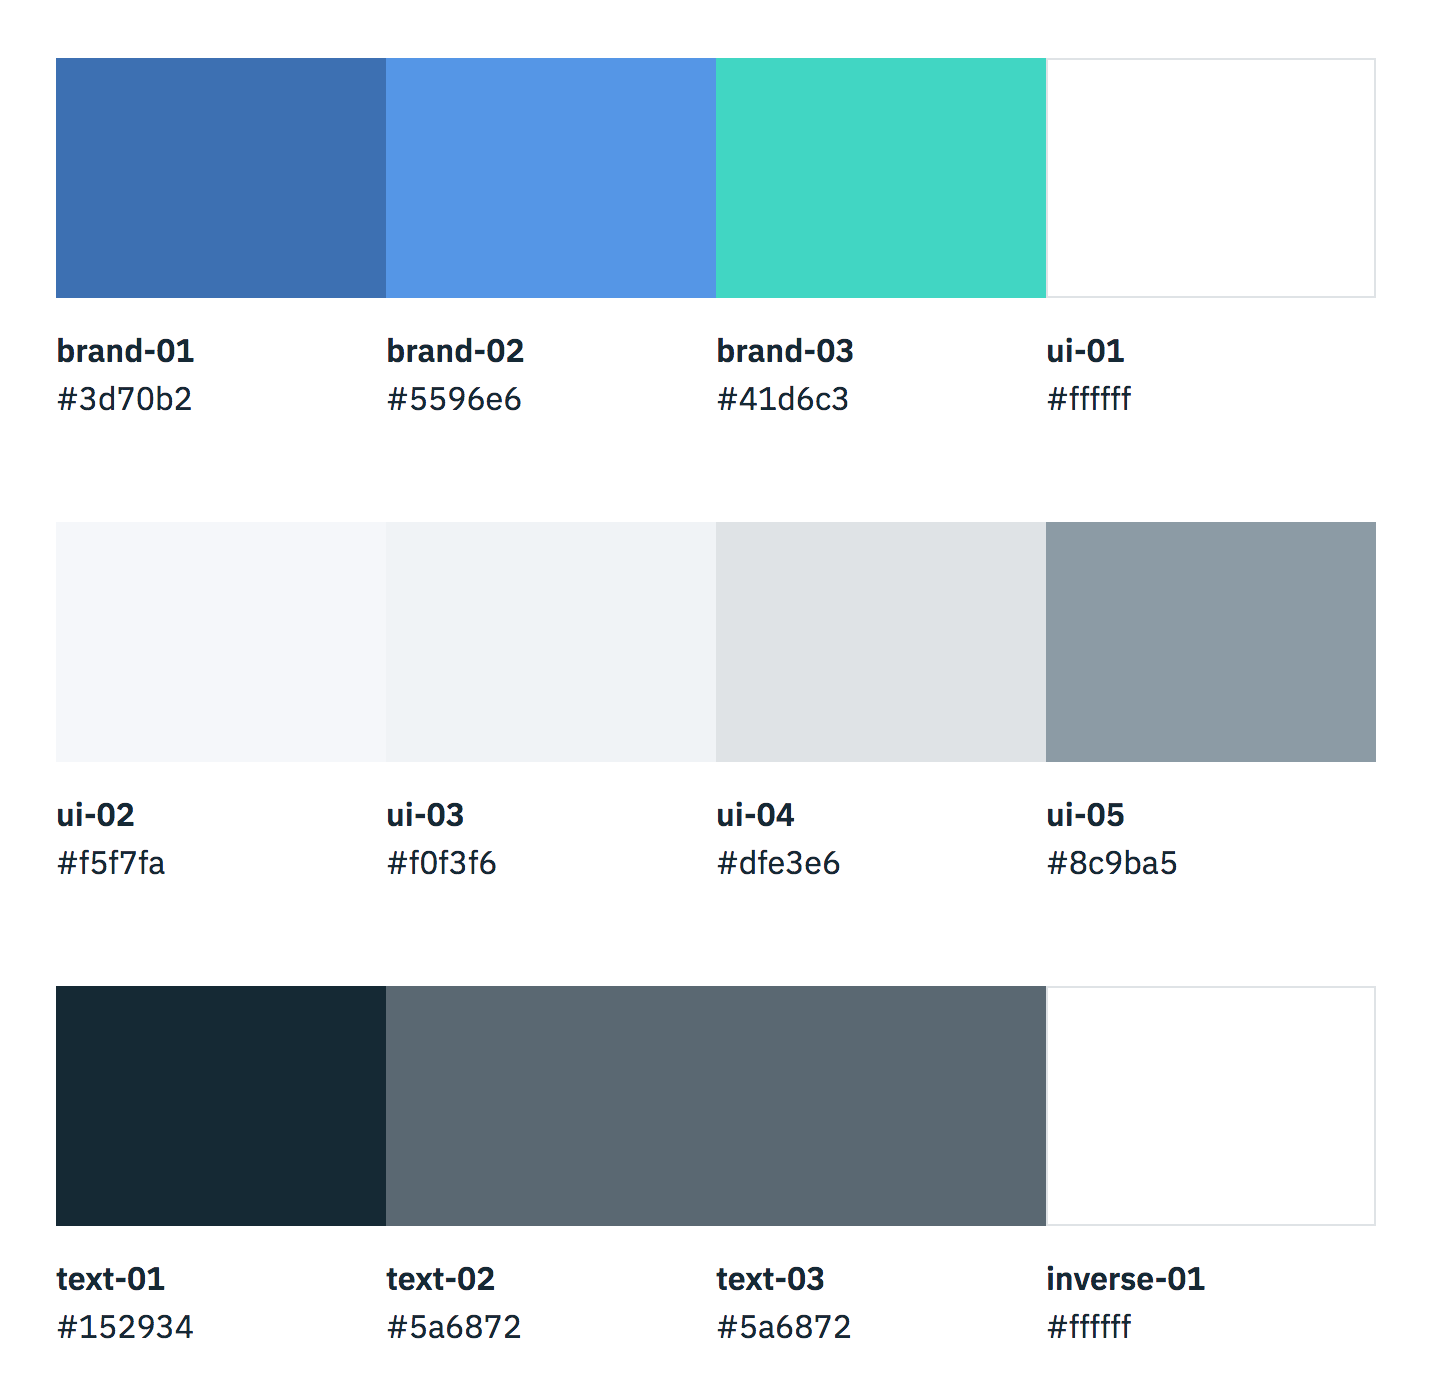 brand-01 brand-02 brand-03 ui-01
#3d70b2 #5596e6 #41d6c3 #ffffff
ui-02 ui-03 ui-04 ui-05
#f5f7fa #f0f3f6 #dfe3e6 #8c9ba5
text-01 text-02 text-03 inverse-01
#152934 #5a6872 #5a6872 #ffffff